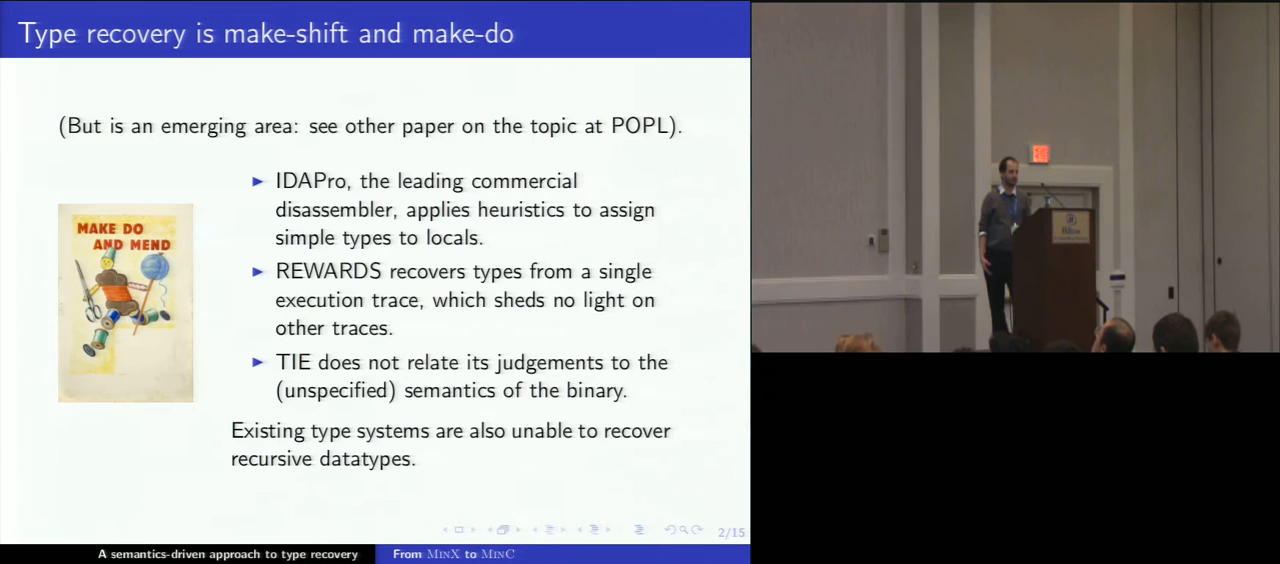 Type recovery is make-shift and make-do
(But is an emerging area: see other paper on the topic at POPL).
MAKE DO
AND MEND
IDAPro, the leading commercial
disassembler, applies heuristics to assign
simple types to locals.
REWARDS recovers types from a single
execution trace, which sheds no light on
other traces.
TIE does not relate its judgements to the
(unspecified) semantics of the binary.
Existing type systems are also unable to recover
recursive datatypes.
2/15
A semantics-driven approach to type recovery
From MINX to MINC
Hilton